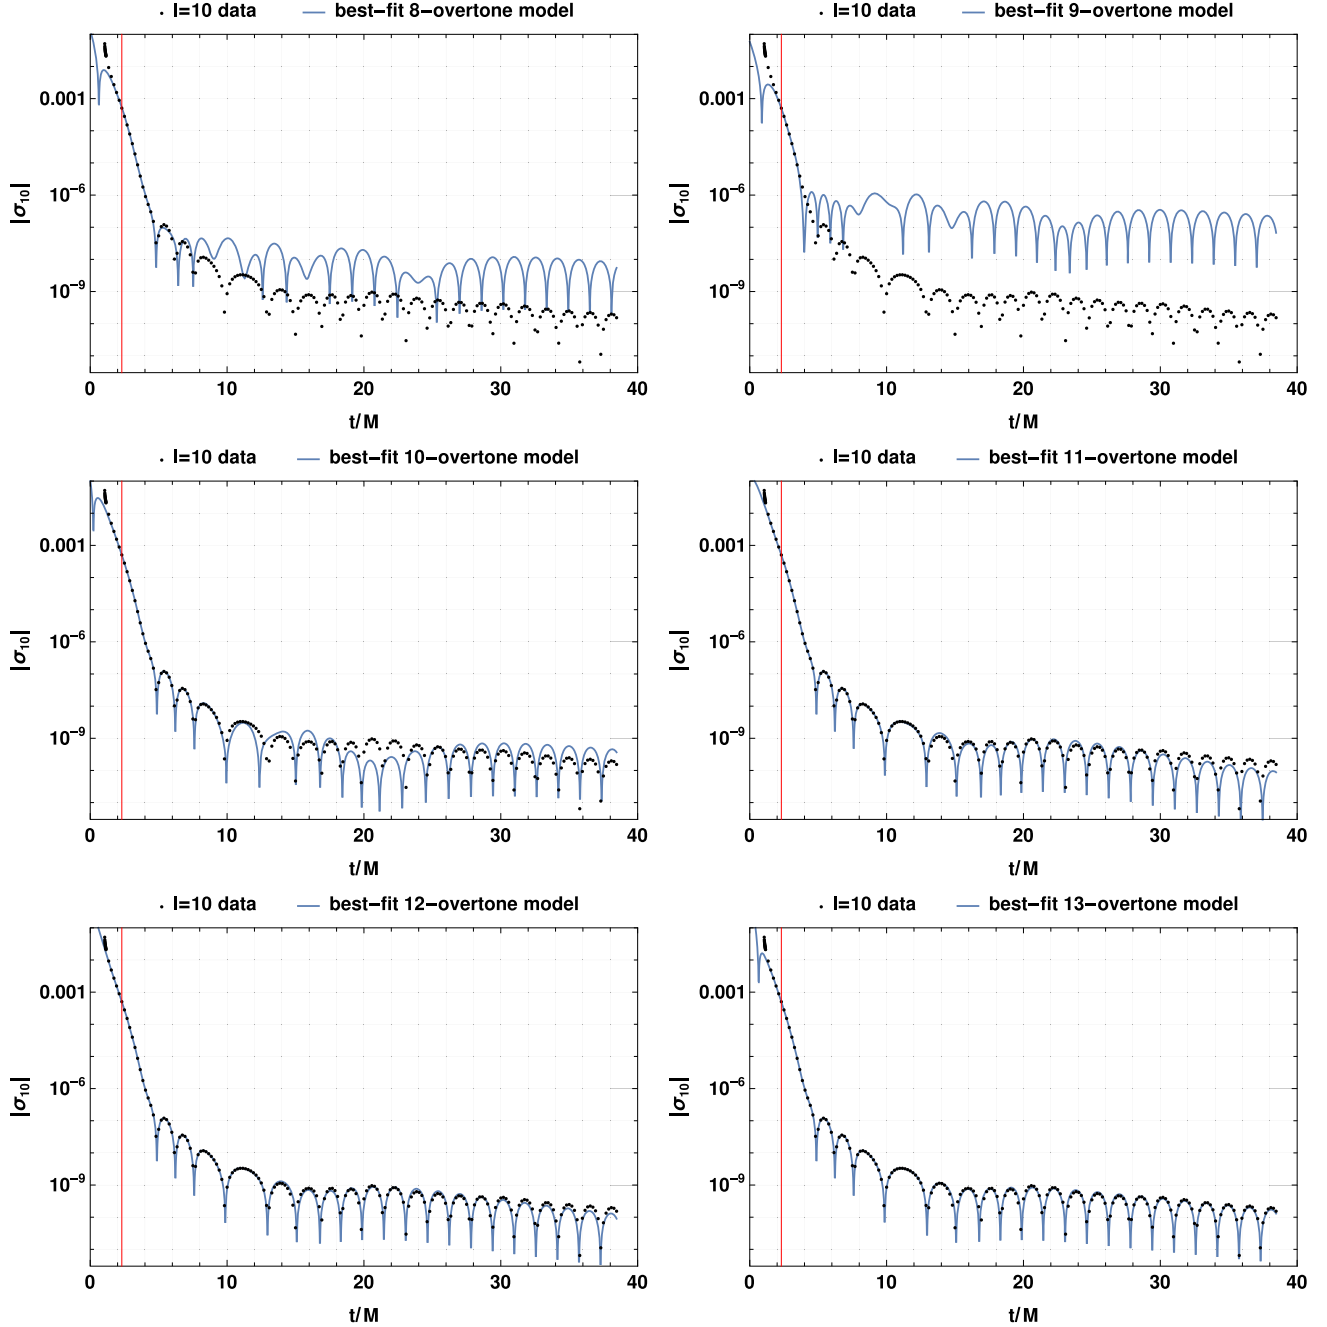 l=10 data best-fit 8-overtone model
l=10 data best-fit 9-overtone model
0.001
10^-6
10^-9
|σ10|
0 10 20 30 40
t/M
0.001
10^-6
10^-9
|σ10|
0 10 20 30 40
t/M
l=10 data best-fit 10-overtone model
l=10 data best-fit 11-overtone model
0.001
10^-6
10^-9
|σ10|
0 10 20 30 40
t/M
0.001
10^-6
10^-9
|σ10|
0 10 20 30 40
t/M
l=10 data best-fit 12-overtone model
l=10 data best-fit 13-overtone model
0.001
10^-6
10^-9
|σ10|
0 10 20 30 40
t/M
0.001
10^-6
10^-9
|σ10|
0 10 20 30 40
t/M